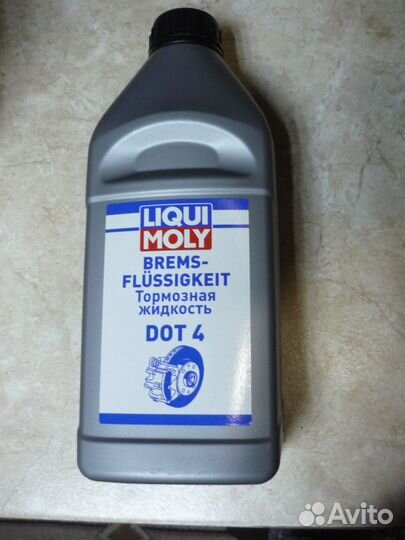 LIQUI
MOLY
BREMS-
FLÜSSIGKEIT
Тормозная
жидкость
DOT 4
Avito